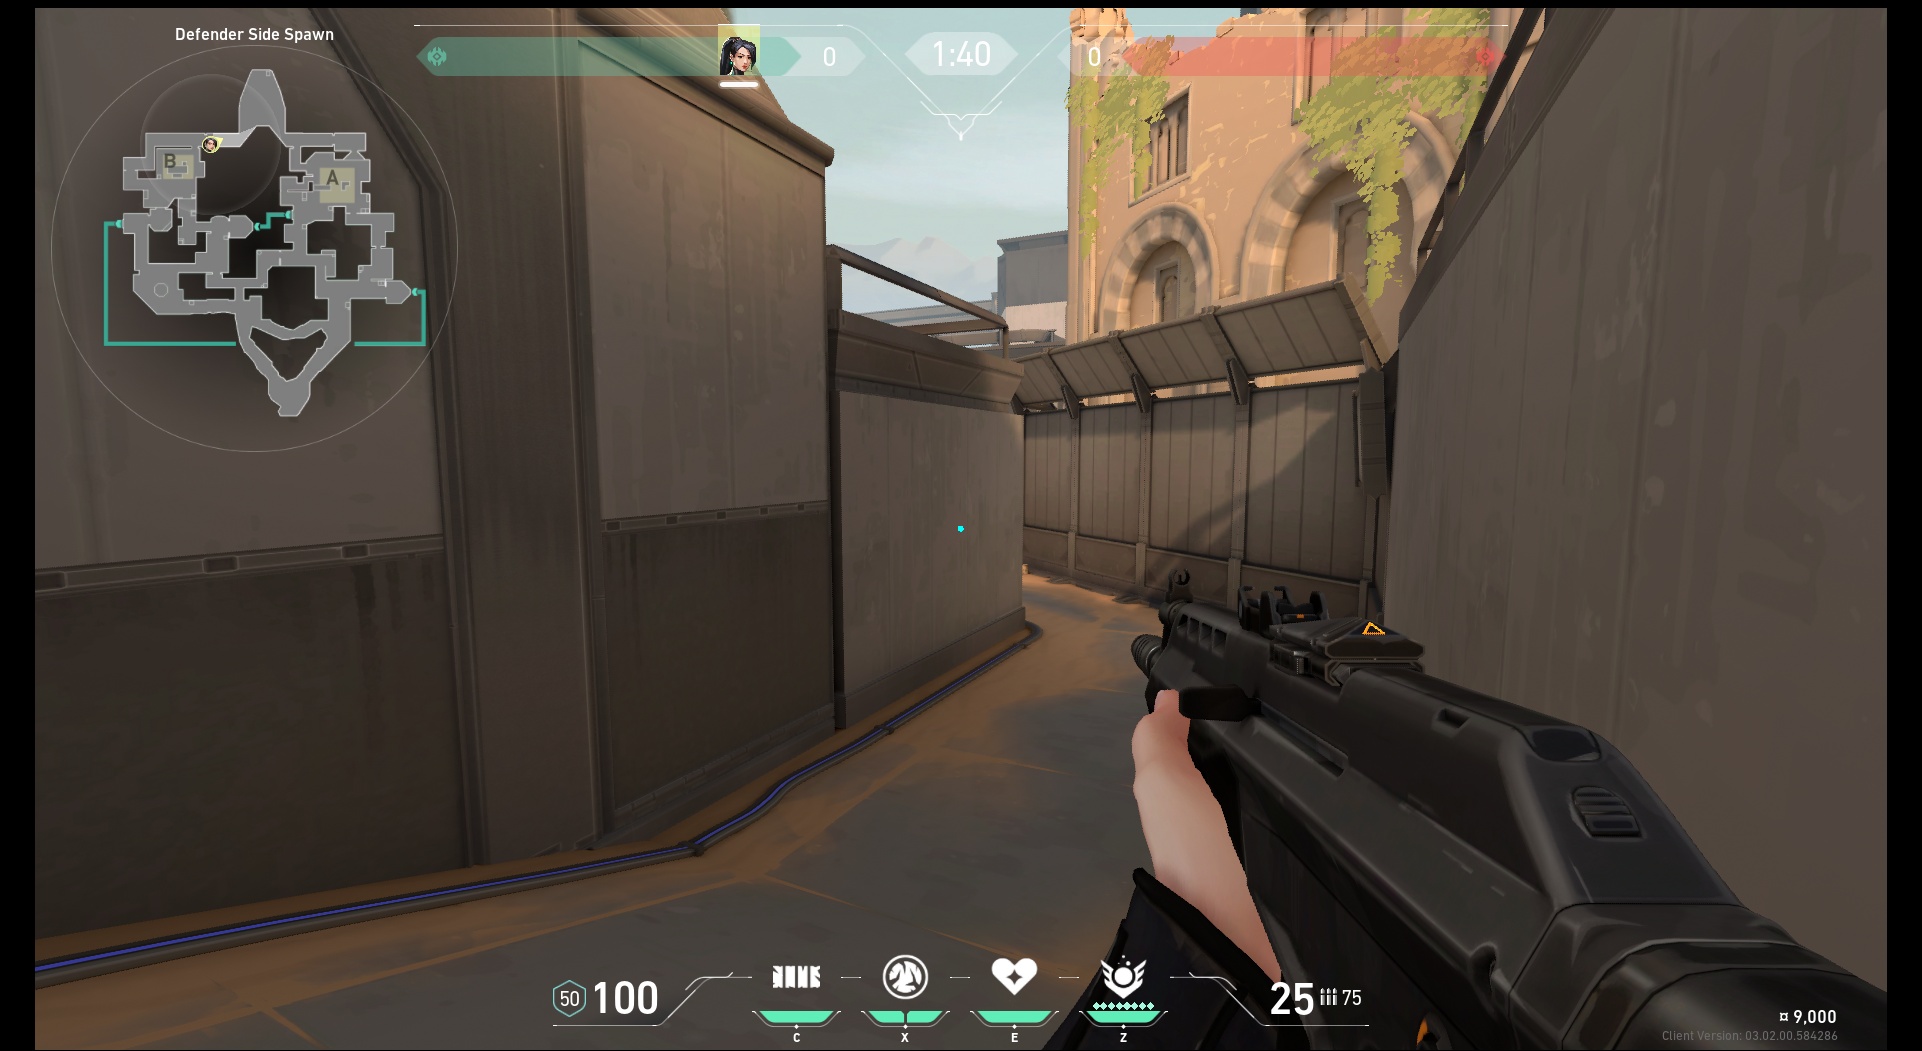 Defender Side Spawn
0
1:40
0
B
A
50
100
25
75
C
X
E
Z
¤ 9,000
Client Version: 03.02.00.584286